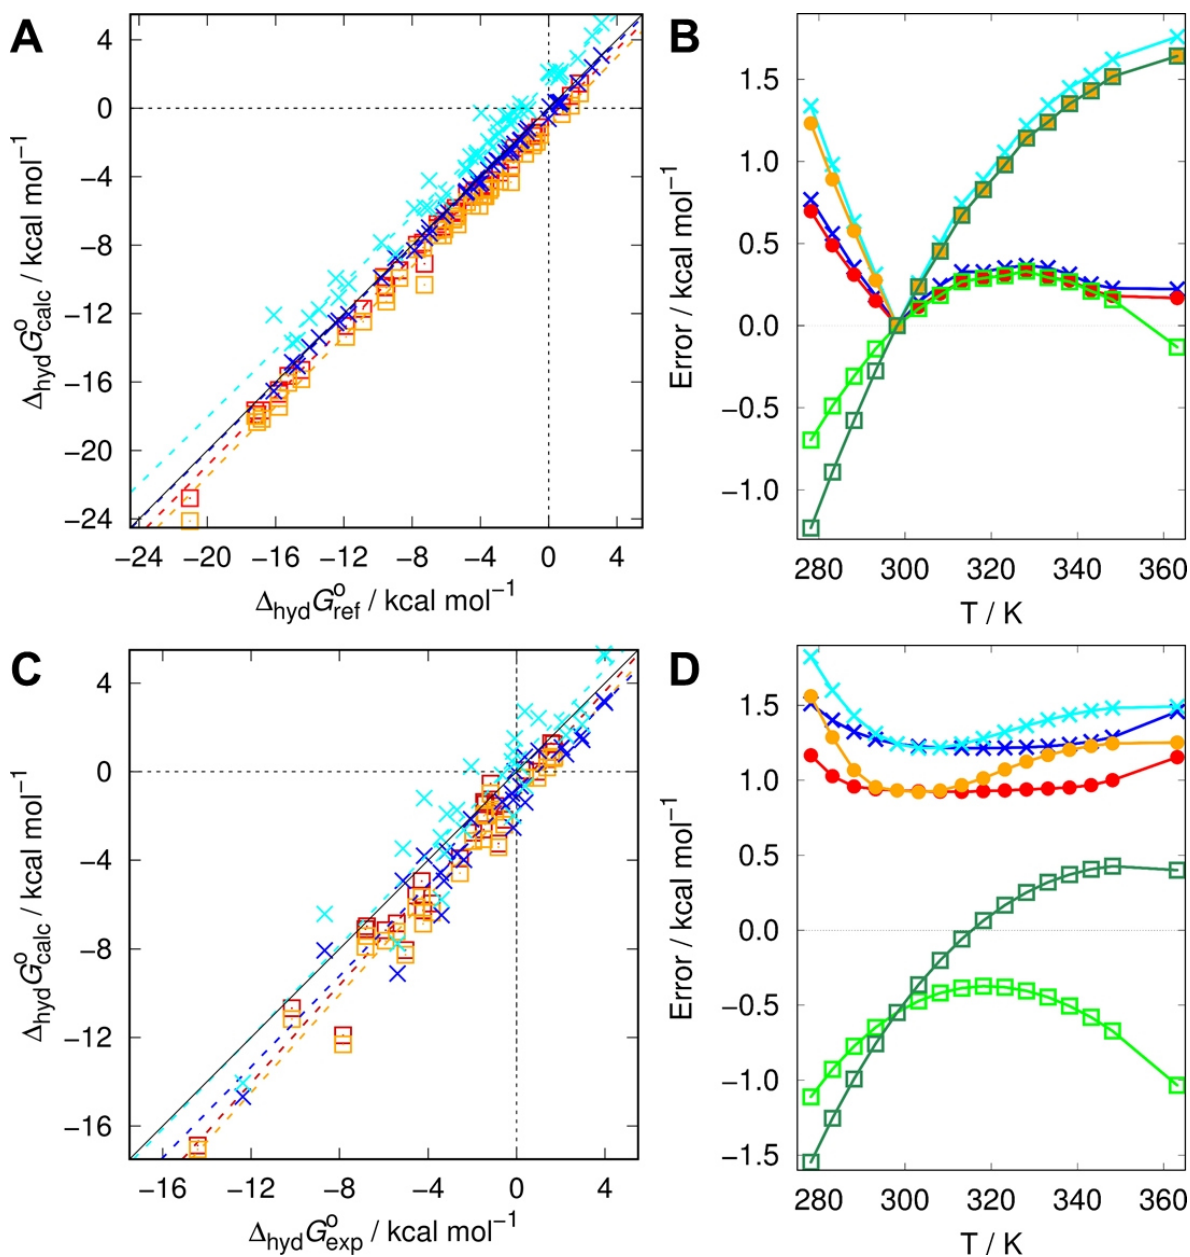 A
4
0
−4
−8
−12
−16
−20
−24
ΔhydG°calc / kcal mol⁻¹
−24 −20 −16 −12 −8 −4 0 4
ΔhydG°ref / kcal mol⁻¹
B
1.5
1.0
0.5
0.0
−0.5
−1.0
Error / kcal mol⁻¹
280 300 320 340 360
T / K
C
4
0
−4
−8
−12
−16
ΔhydG°calc / kcal mol⁻¹
−16 −12 −8 −4 0 4
ΔhydG°exp / kcal mol⁻¹
D
1.5
1.0
0.5
0.0
−0.5
−1.0
−1.5
Error / kcal mol⁻¹
280 300 320 340 360
T / K